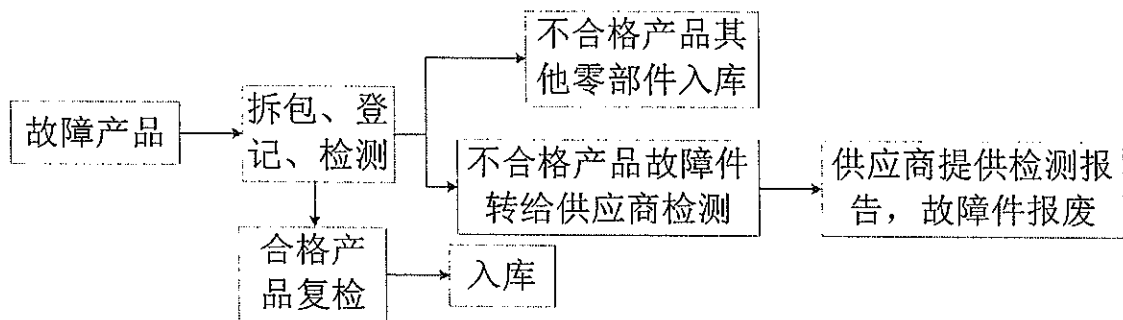 不合格产品其
他零部件入库
故障产品
拆包、登
记、检测
不合格产品故障件
转给供应商检测
供应商提供检测报
告，故障件报废
合格产
品复检
入库